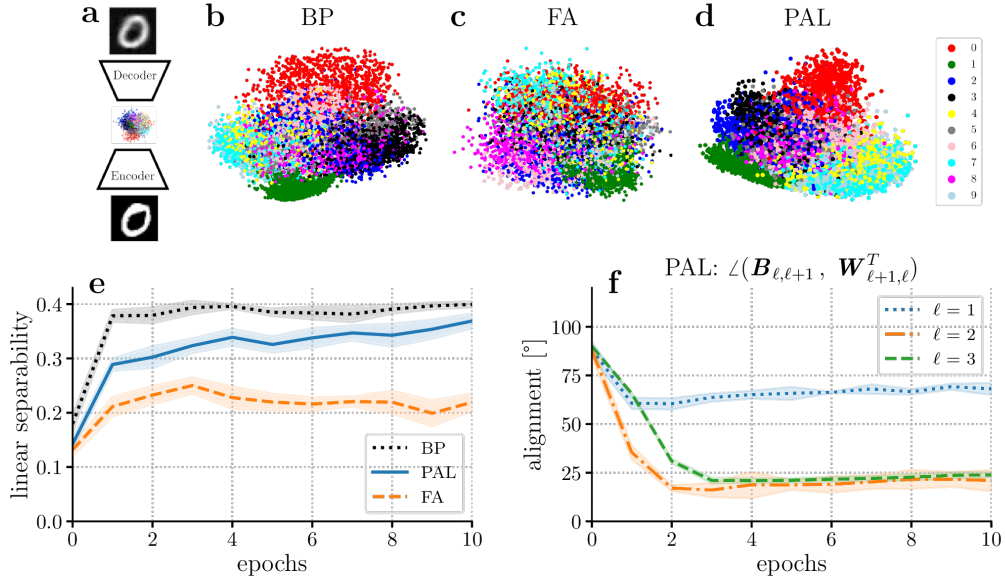 a
Decoder
Encoder
b
BP
c
FA
d
PAL
0
1
2
3
4
5
6
7
8
9
e
linear separability
0.4
0.3
0.2
0.1
0.0
0 2 4 6 8 10
epochs
BP
PAL
FA
f
PAL: ∠(B_{ℓ,ℓ+1} , W^T_{ℓ+1,ℓ})
alignment [°]
100
75
50
25
0
0 2 4 6 8 10
epochs
ℓ = 1
ℓ = 2
ℓ = 3